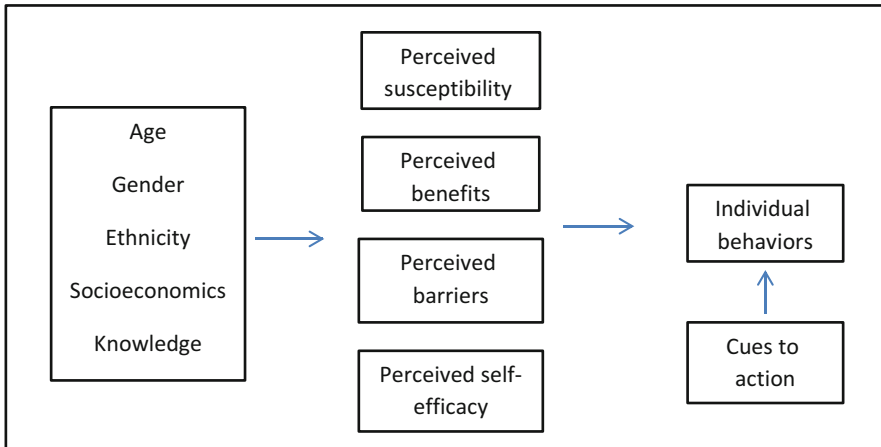 Age
Gender
Ethnicity
Socioeconomics
Knowledge
Perceived
susceptibility
Perceived
benefits
Perceived
barriers
Perceived self-
efficacy
Individual
behaviors
Cues to
action